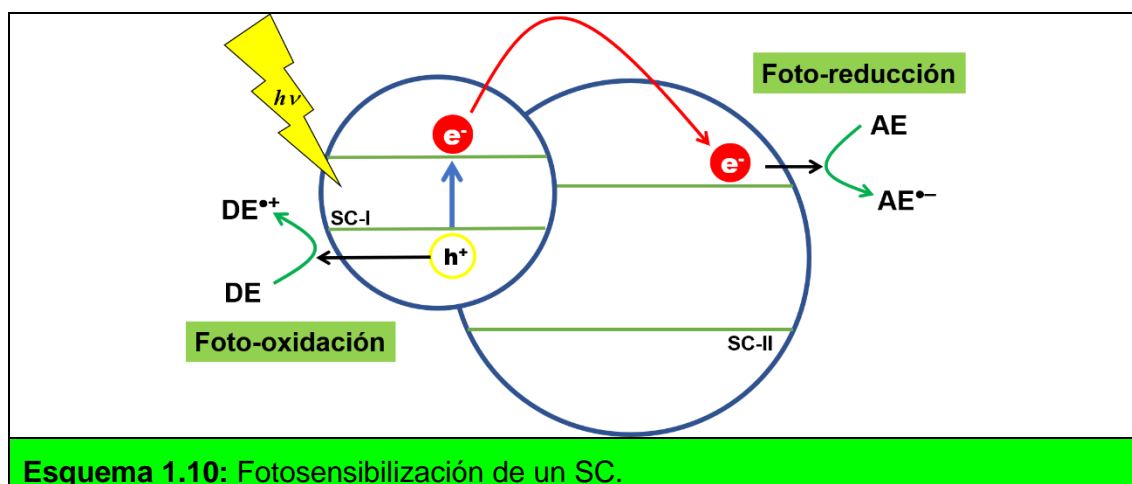 hν
Foto-reducción
e⁻
AE
e⁻
DE•+
SC-I
AE•–
h⁺
DE
Foto-oxidación
SC-II
Esquema 1.10: Fotosensibilización de un SC.